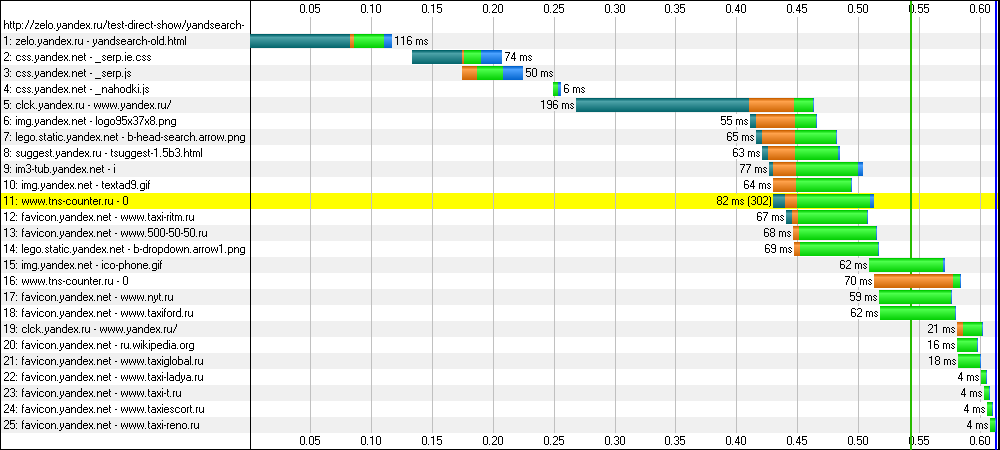 0.05 0.10 0.15 0.20 0.25 0.30 0.35 0.40 0.45 0.50 0.55 0.60
http://zelo.yandex.ru/test-direct-show/yandsearch-
1: zelo.yandex.ru - yandsearch-old.html 116 ms
2: css.yandex.net - _serp.ie.css 74 ms
3: css.yandex.net - _serp.js 50 ms
4: css.yandex.net - _nahodki.js 6 ms
5: clck.yandex.ru - www.yandex.ru/ 196 ms
6: img.yandex.net - logo95x37x8.png 55 ms
7: lego.static.yandex.net - b-head-search.arrow.png 65 ms
8: suggest.yandex.ru - tsuggest-1.5b3.html 63 ms
9: im3-tub.yandex.net - i 77 ms
10: img.yandex.net - textad9.gif 64 ms
11: www.tns-counter.ru - 0 82 ms (302)
12: favicon.yandex.net - www.taxi-ritm.ru 67 ms
13: favicon.yandex.net - www.500-50-50.ru 68 ms
14: lego.static.yandex.net - b-dropdown.arrow1.png 69 ms
15: img.yandex.net - ico-phone.gif 62 ms
16: www.tns-counter.ru - 0 70 ms
17: favicon.yandex.net - www.nyt.ru 59 ms
18: favicon.yandex.net - www.taxiford.ru 62 ms
19: clck.yandex.ru - www.yandex.ru/ 21 ms
20: favicon.yandex.net - ru.wikipedia.org 16 ms
21: favicon.yandex.net - www.taxiglobal.ru 18 ms
22: favicon.yandex.net - www.taxi-ladya.ru 4 ms
23: favicon.yandex.net - www.taxi-t.ru 4 ms
24: favicon.yandex.net - www.taxiescort.ru 4 ms
25: favicon.yandex.net - www.taxi-reno.ru 4 ms
0.05 0.10 0.15 0.20 0.25 0.30 0.35 0.40 0.45 0.50 0.55 0.60